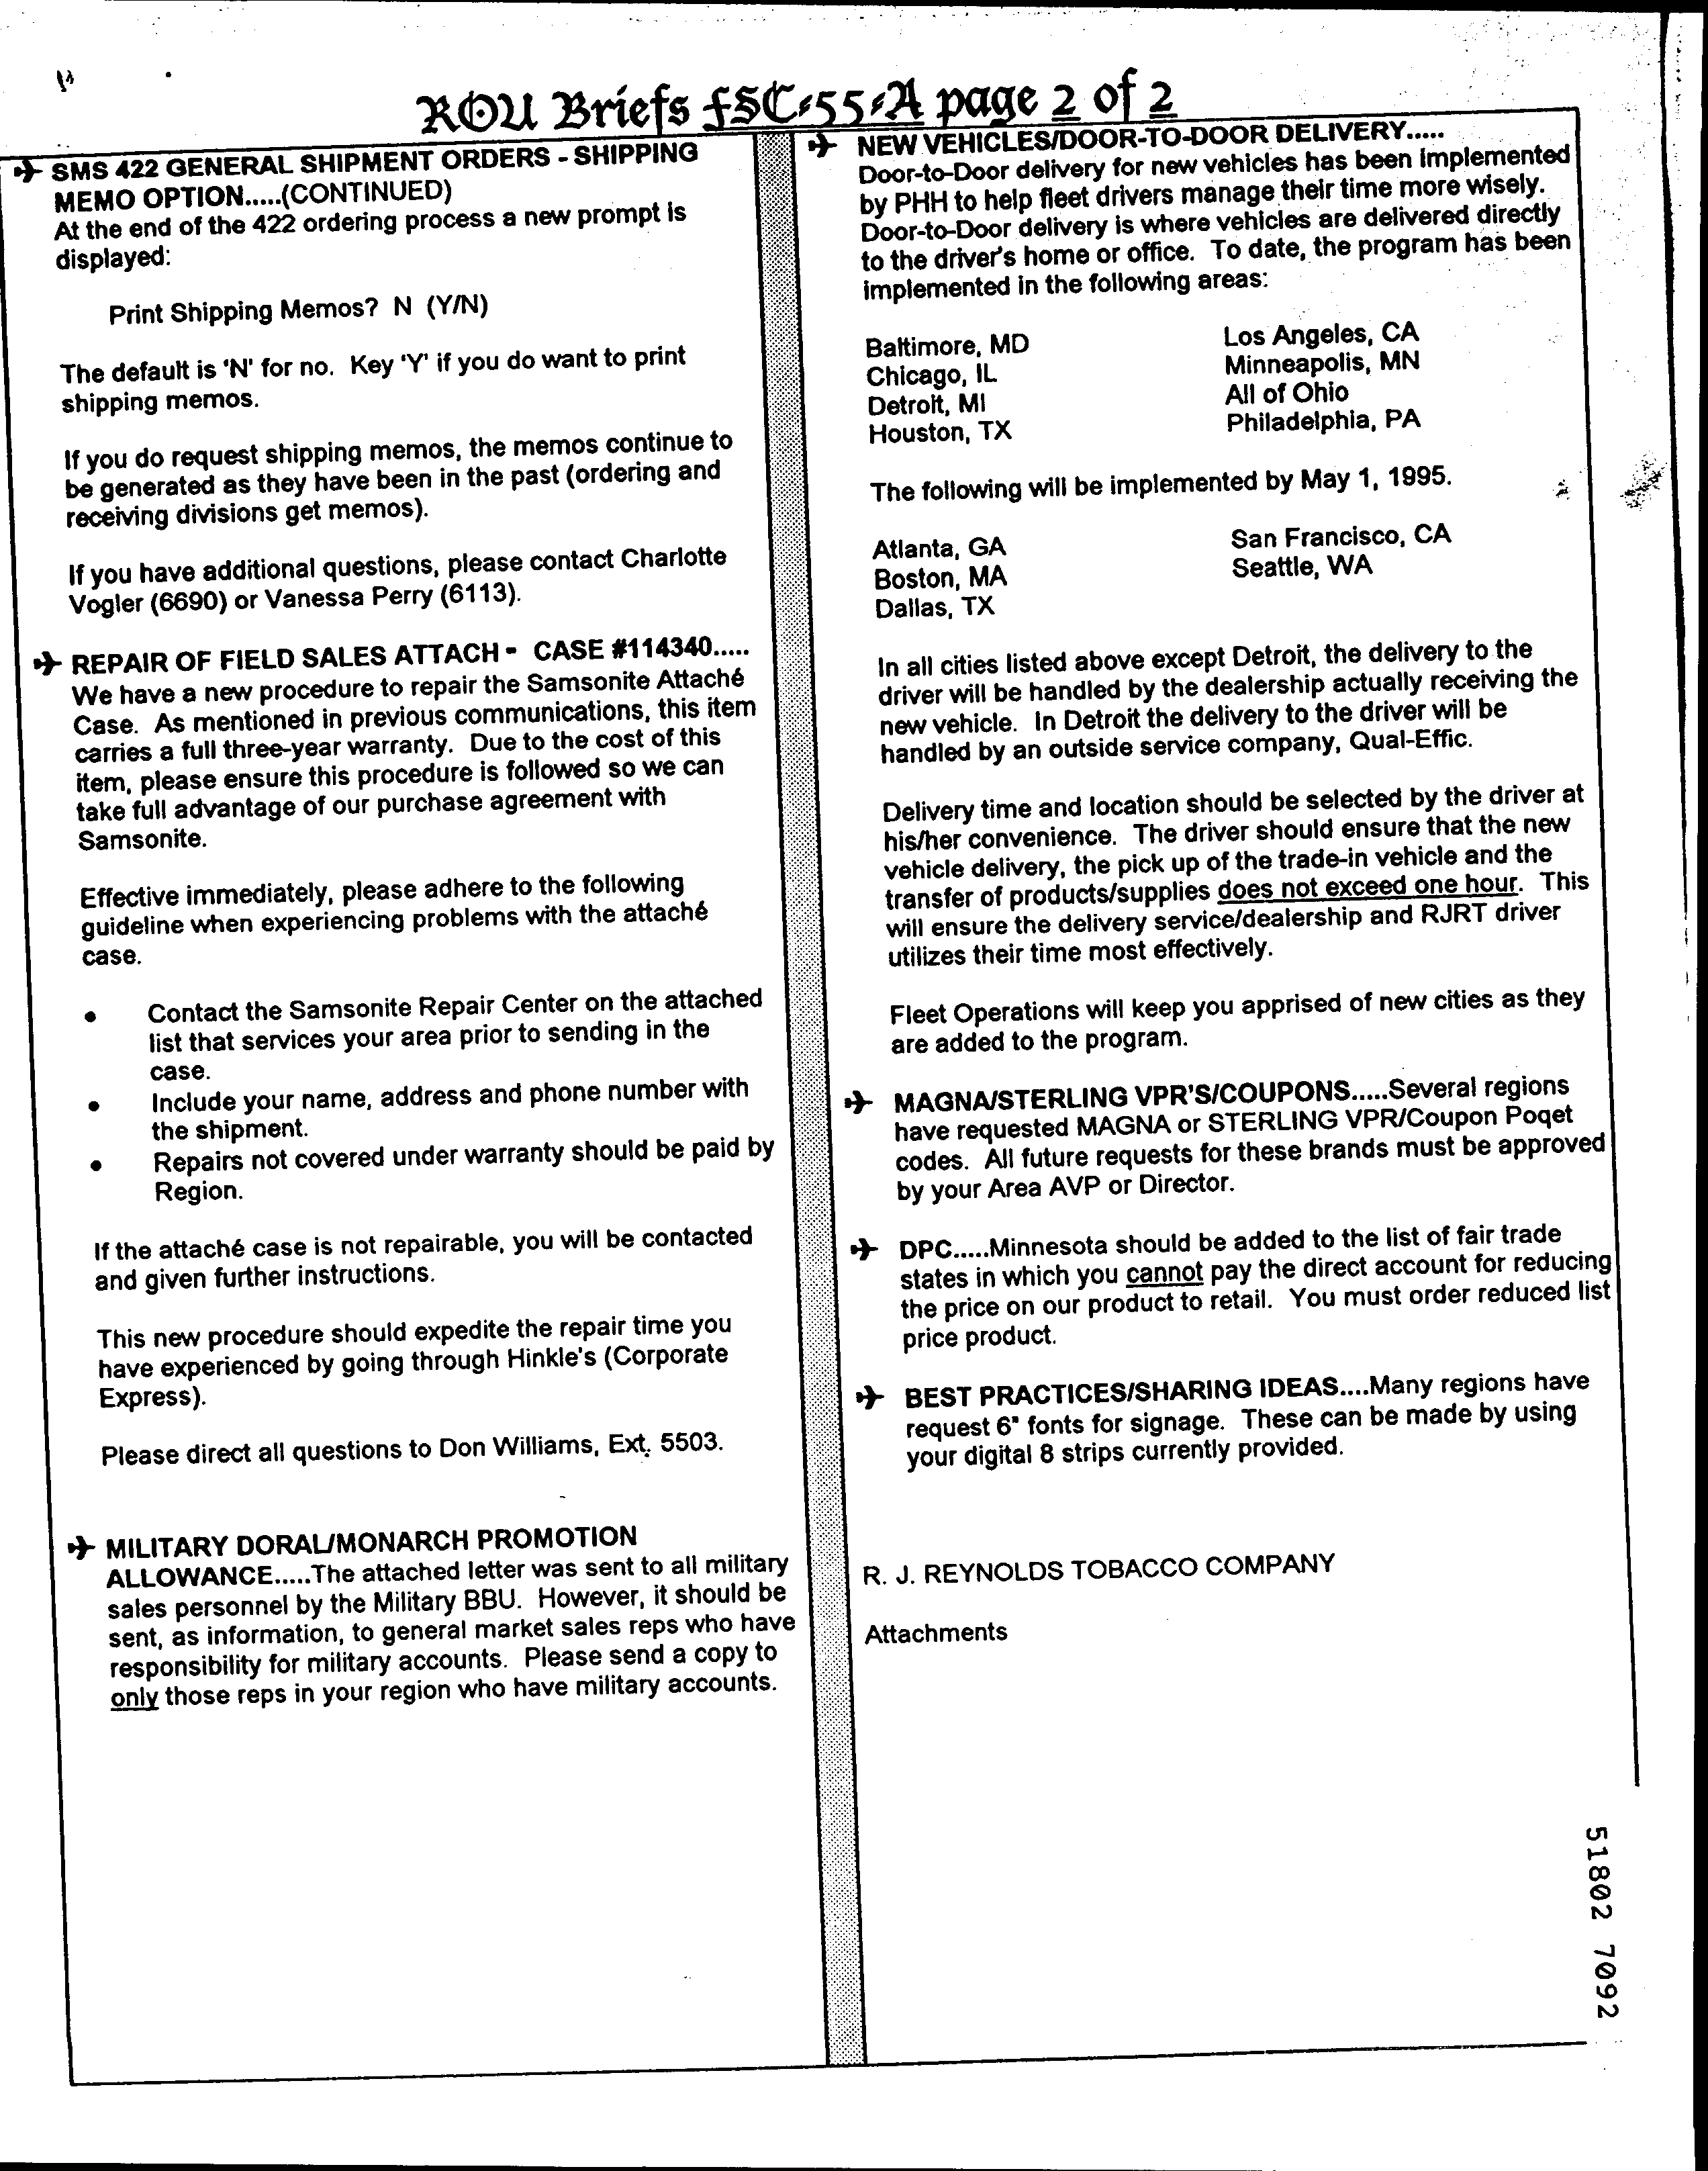 ROU Briefs FSC-55-A page 2 of 2
SMS 422 GENERAL SHIPMENT ORDERS - SHIPPING
MEMO OPTION.....(CONTINUED)
At the end of the 422 ordering process a new prompt is
displayed:
Print Shipping Memos? N (Y/N)
The default is 'N' for no. Key 'Y' if you do want to print
shipping memos.
If you do request shipping memos, the memos continue to
be generated as they have been in the past (ordering and
receiving divisions get memos).
If you have additional questions, please contact Charlotte
Vogler (6690) or Vanessa Perry (6113).
REPAIR OF FIELD SALES ATTACH - CASE #114340.....
We have a new procedure to repair the Samsonite Attaché
Case. As mentioned in previous communications, this item
carries a full three-year warranty. Due to the cost of this
item, please ensure this procedure is followed so we can
take full advantage of our purchase agreement with
Samsonite.
Effective immediately, please adhere to the following
guideline when experiencing problems with the attaché
case.
• Contact the Samsonite Repair Center on the attached
list that services your area prior to sending in the
case.
• Include your name, address and phone number with
the shipment.
• Repairs not covered under warranty should be paid by
Region.
If the attaché case is not repairable, you will be contacted
and given further instructions.
This new procedure should expedite the repair time you
have experienced by going through Hinkle's (Corporate
Express).
Please direct all questions to Don Williams, Ext. 5503.
MILITARY DORAL/MONARCH PROMOTION
ALLOWANCE.....The attached letter was sent to all military
sales personnel by the Military BBU. However, it should be
sent, as information, to general market sales reps who have
responsibility for military accounts. Please send a copy to
only those reps in your region who have military accounts.
NEW VEHICLES/DOOR-TO-DOOR DELIVERY.....
Door-to-Door delivery for new vehicles has been implemented
by PHH to help fleet drivers manage their time more wisely.
Door-to-Door delivery is where vehicles are delivered directly
to the driver's home or office. To date, the program has been
implemented in the following areas:
Baltimore, MD Los Angeles, CA
Chicago, IL Minneapolis, MN
Detroit, MI All of Ohio
Houston, TX Philadelphia, PA
The following will be implemented by May 1, 1995.
Atlanta, GA San Francisco, CA
Boston, MA Seattle, WA
Dallas, TX
In all cities listed above except Detroit, the delivery to the
driver will be handled by the dealership actually receiving the
new vehicle. In Detroit the delivery to the driver will be
handled by an outside service company, Qual-Effic.
Delivery time and location should be selected by the driver at
his/her convenience. The driver should ensure that the new
vehicle delivery, the pick up of the trade-in vehicle and the
transfer of products/supplies does not exceed one hour. This
will ensure the delivery service/dealership and RJRT driver
utilizes their time most effectively.
Fleet Operations will keep you apprised of new cities as they
are added to the program.
MAGNA/STERLING VPR'S/COUPONS.....Several regions
have requested MAGNA or STERLING VPR/Coupon Poqet
codes. All future requests for these brands must be approved
by your Area AVP or Director.
DPC.....Minnesota should be added to the list of fair trade
states in which you cannot pay the direct account for reducing
the price on our product to retail. You must order reduced list
price product.
BEST PRACTICES/SHARING IDEAS....Many regions have
request 6" fonts for signage. These can be made by using
your digital 8 strips currently provided.
R. J. REYNOLDS TOBACCO COMPANY
Attachments
51802 7092